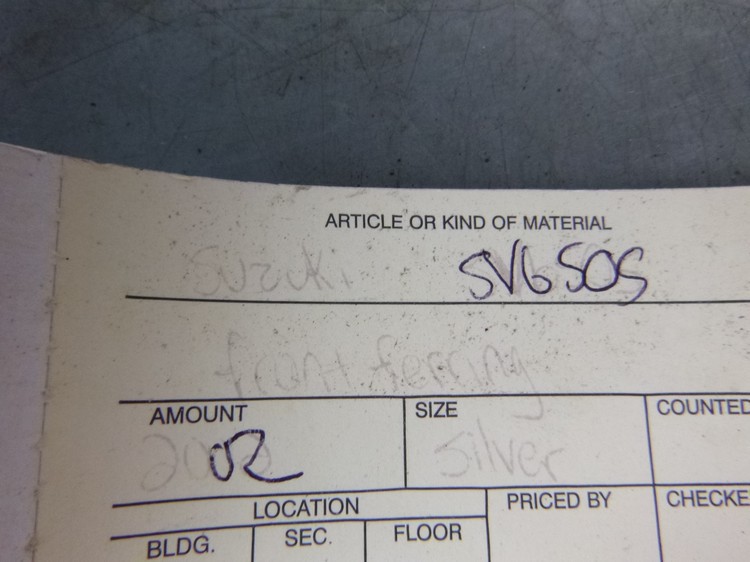 ARTICLE OR KIND OF MATERIAL
Suzuki SV650S
front ferring
AMOUNT SIZE COUNTED
2002 Silver
LOCATION PRICED BY CHECKE
BLDG. SEC. FLOOR